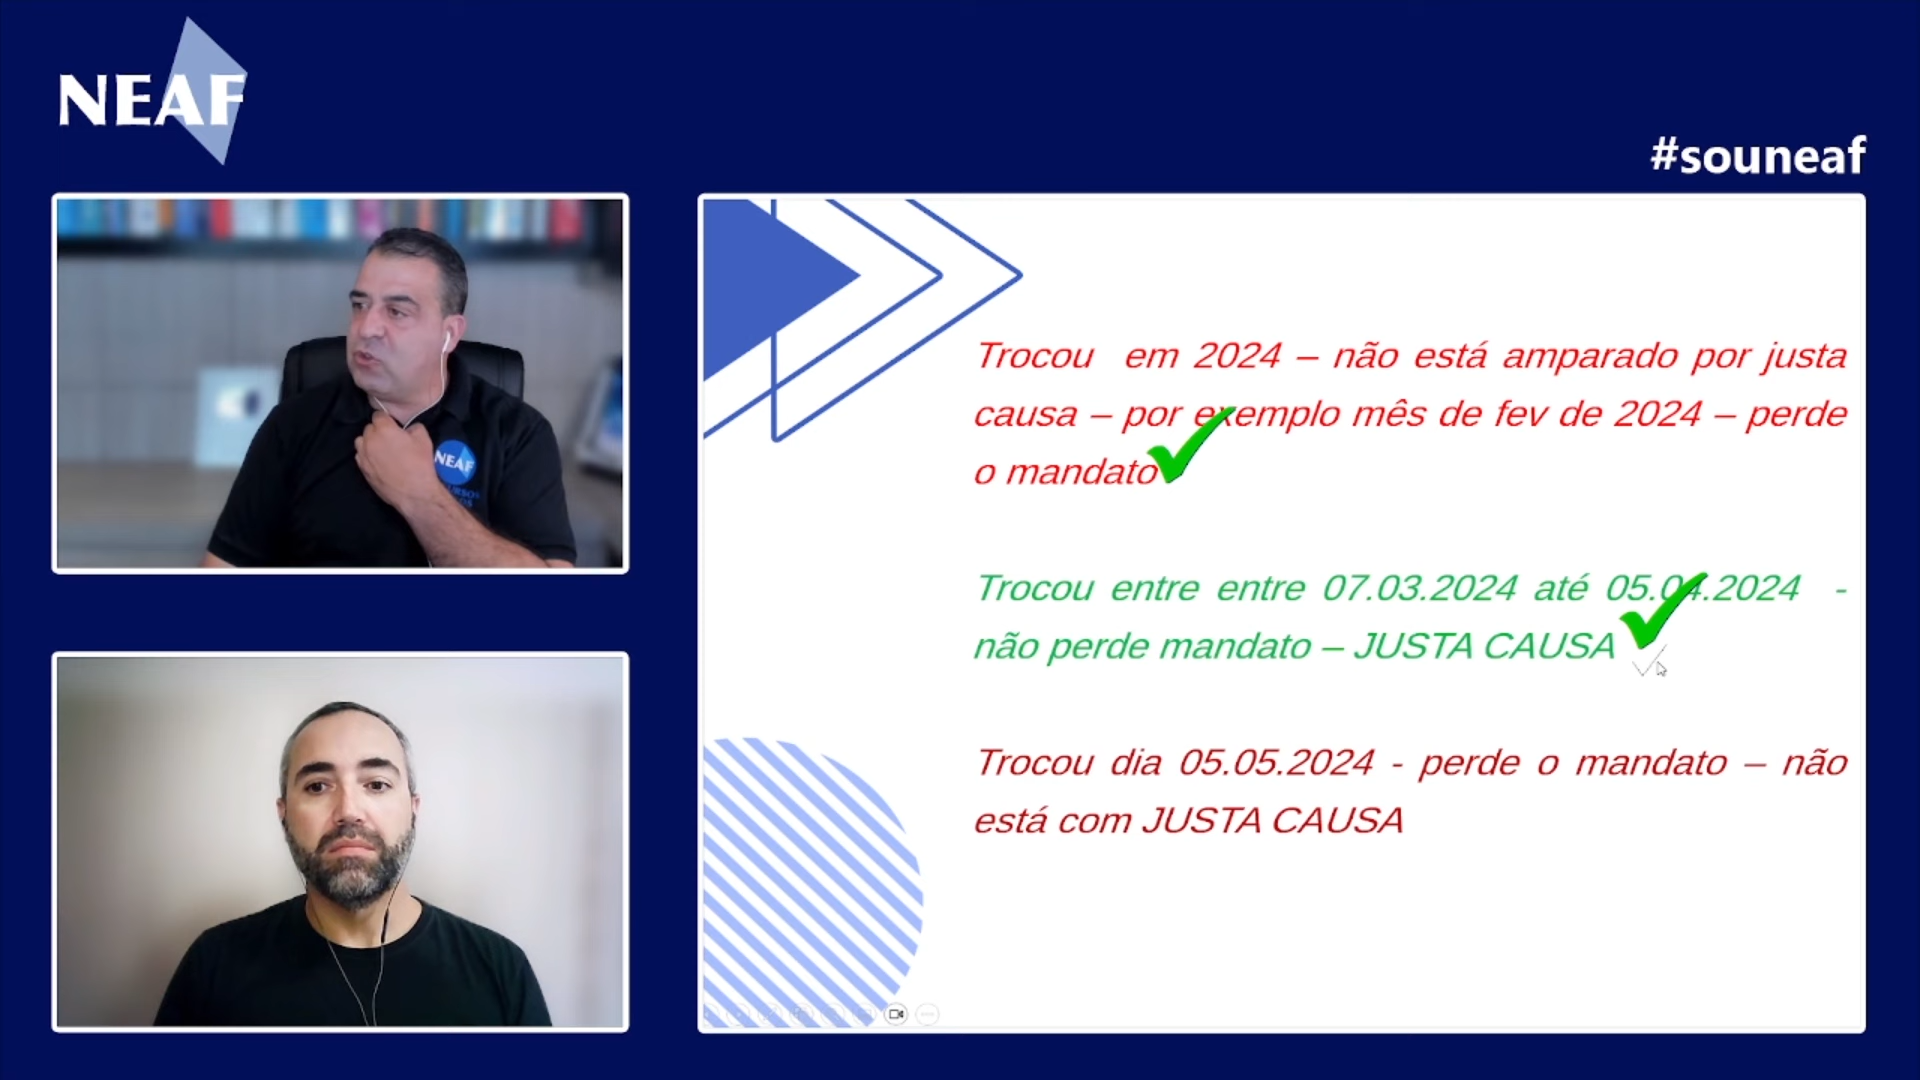 NEAF
#souneaf
NEAF
Trocou em 2024 – não está amparado por justa
causa – por exemplo mês de fev de 2024 – perde
o mandato
Trocou entre entre 07.03.2024 até 05.04.2024 -
não perde mandato – JUSTA CAUSA
Trocou dia 05.05.2024 - perde o mandato – não
está com JUSTA CAUSA